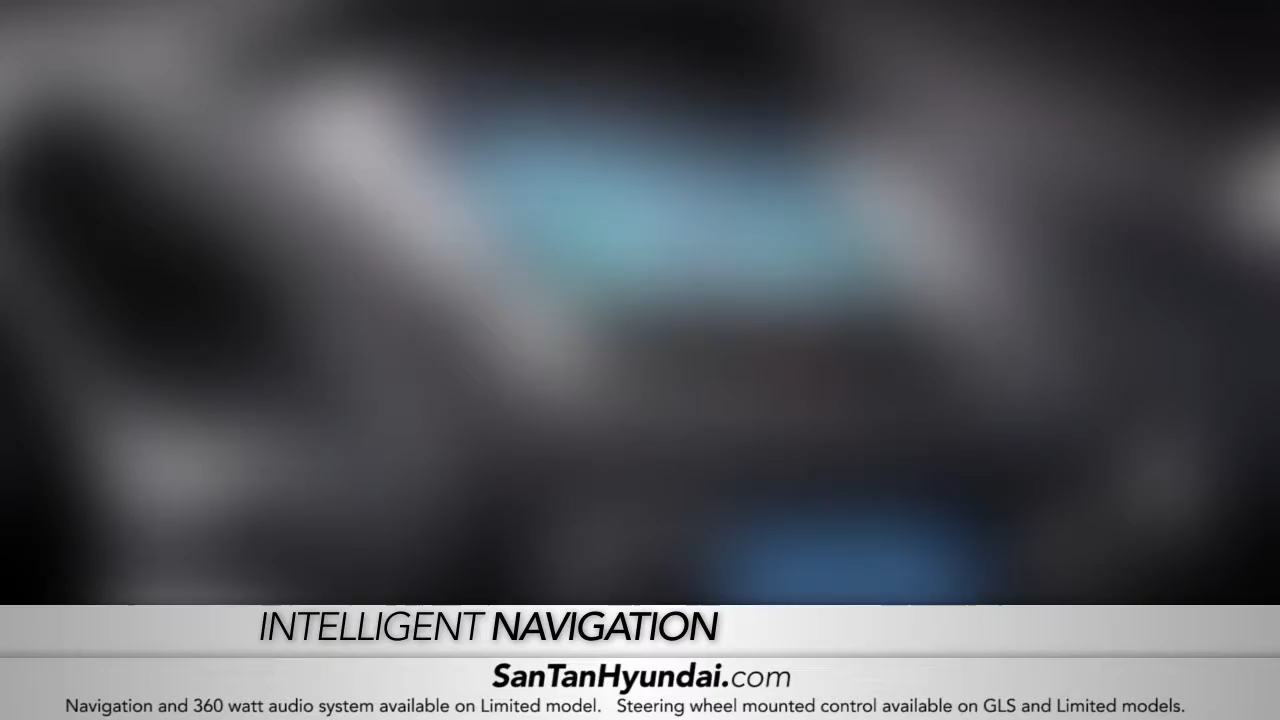 INTELLIGENT NAVIGATION
SanTanHyundai.com
Navigation and 360 watt audio system available on Limited model. Steering wheel mounted control available on GLS and Limited models.